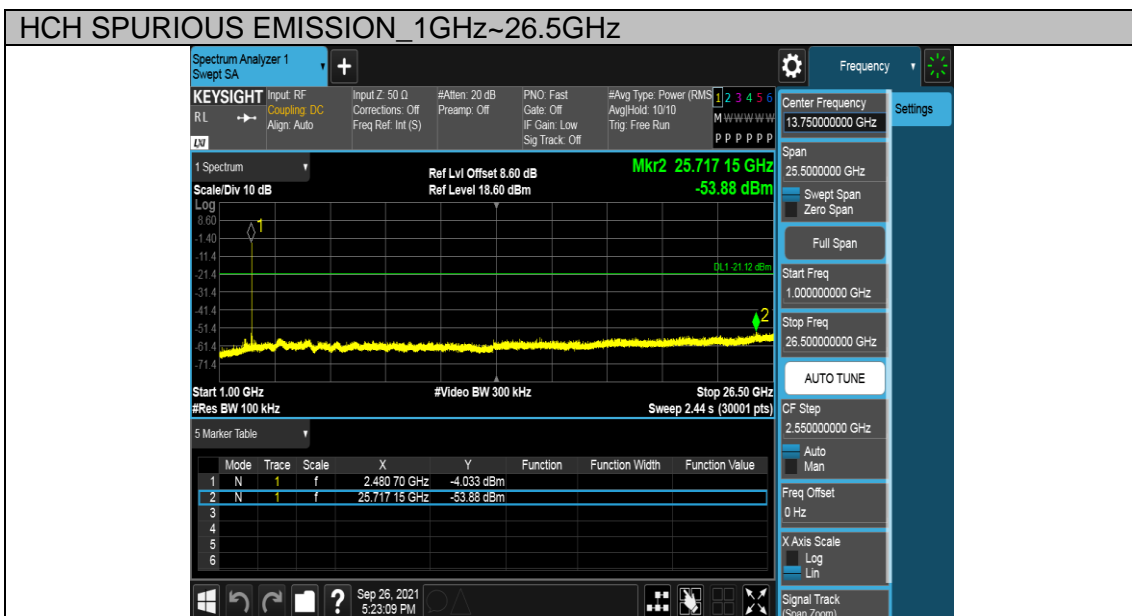 HCH SPURIOUS EMISSION_1GHz~26.5GHz
Spectrum Analyzer 1
Swept SA
+
Frequency
KEYSIGHT
RL
LXI
Input: RF
Coupling: DC
Align: Auto
Input Z: 50 Ω
Corrections: Off
Freq Ref: Int (S)
#Atten: 20 dB
Preamp: Off
PNO: Fast
Gate: Off
IF Gain: Low
Sig Track: Off
#Avg Type: Power (RMS
Avg|Hold: 10/10
Trig: Free Run
1 2 3 4 5 6
M W W W W W
P P P P P P
1 Spectrum
Scale/Div 10 dB
Ref Lvl Offset 8.60 dB
Ref Level 18.60 dBm
Mkr2 25.717 15 GHz
-53.88 dBm
Log
8.60
-1.40
-11.4
-21.4
-31.4
-41.4
-51.4
-61.4
-71.4
1
DL1 -21.12 dBm
2
Start 1.00 GHz
#Video BW 300 kHz
Stop 26.50 GHz
#Res BW 100 kHz
Sweep 2.44 s (30001 pts)
5 Marker Table
Mode Trace Scale X Y Function Function Width Function Value
1 N 1 f 2.480 70 GHz -4.033 dBm
2 N 1 f 25.717 15 GHz -53.88 dBm
3
4
5
6
Center Frequency
13.750000000 GHz
Settings
Span
25.5000000 GHz
Swept Span
Zero Span
Full Span
Start Freq
1.000000000 GHz
Stop Freq
26.500000000 GHz
AUTO TUNE
CF Step
2.550000000 GHz
Auto
Man
Freq Offset
0 Hz
X Axis Scale
Log
Lin
Signal Track
(Span Zoom)
?
Sep 26, 2021
5:23:09 PM